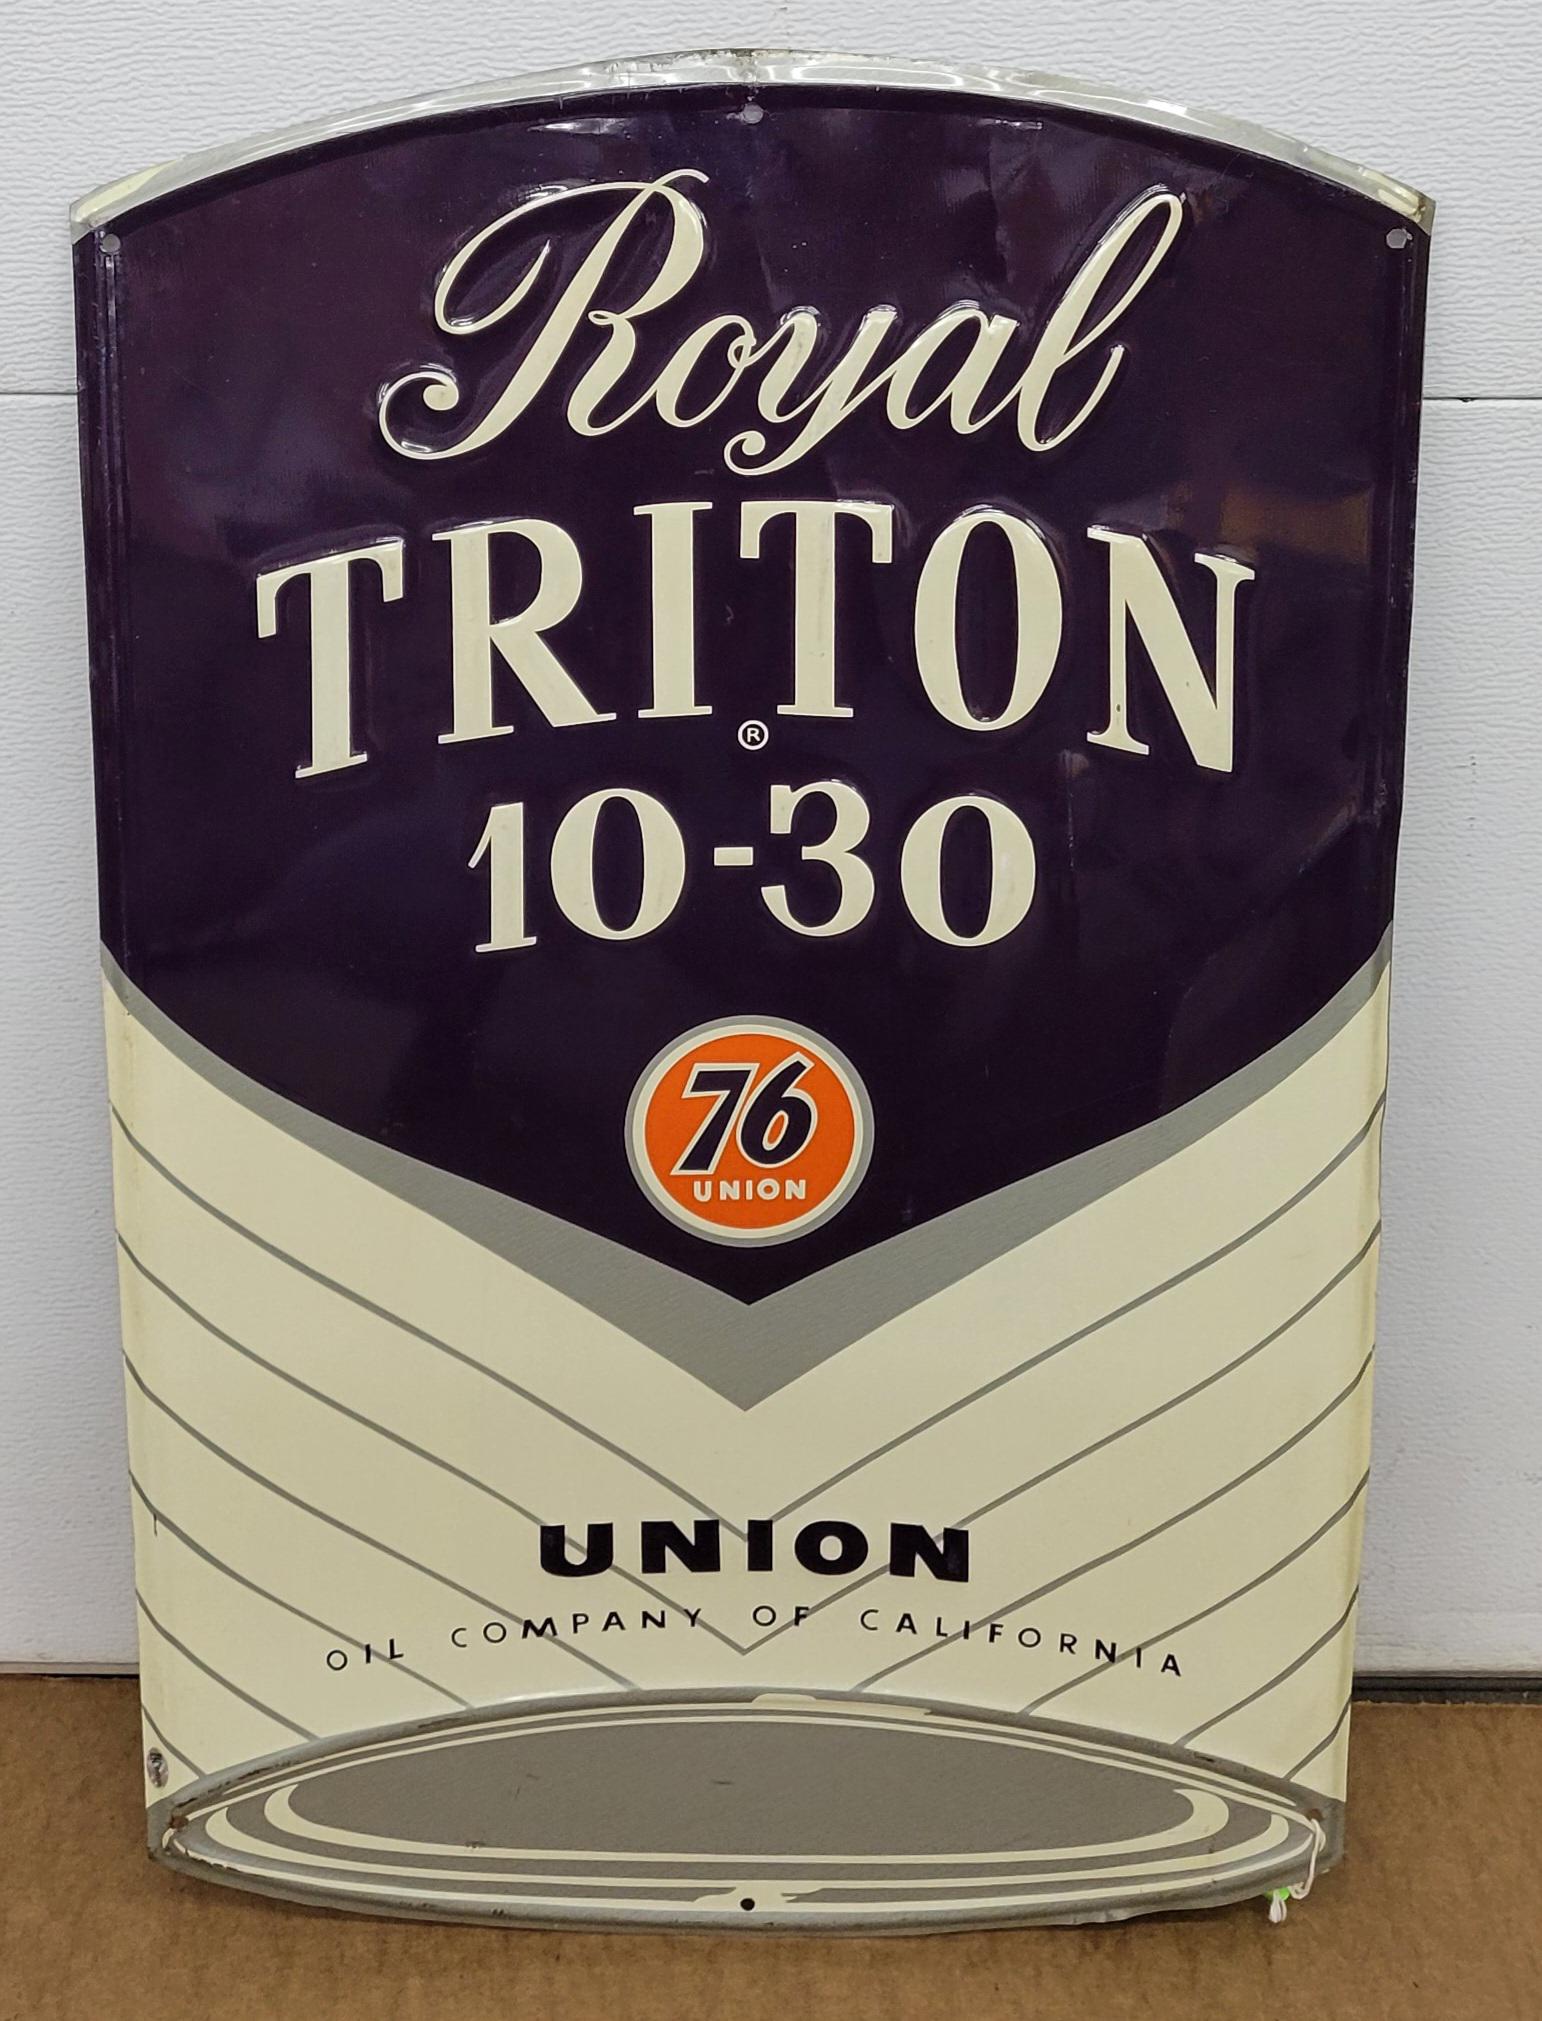 Royal
TRITON
®
10-30
76
UNION
UNION
OIL COMPANY OF CALIFORNIA